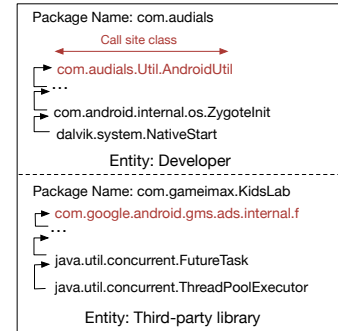 Package Name: com.audials
Call site class
com.audials.Util.AndroidUtil
...
com.android.internal.os.ZygoteInit
dalvik.system.NativeStart
Entity: Developer
Package Name: com.gameimax.KidsLab
com.google.android.gms.ads.internal.f
...
java.util.concurrent.FutureTask
java.util.concurrent.ThreadPoolExecutor
Entity: Third-party library